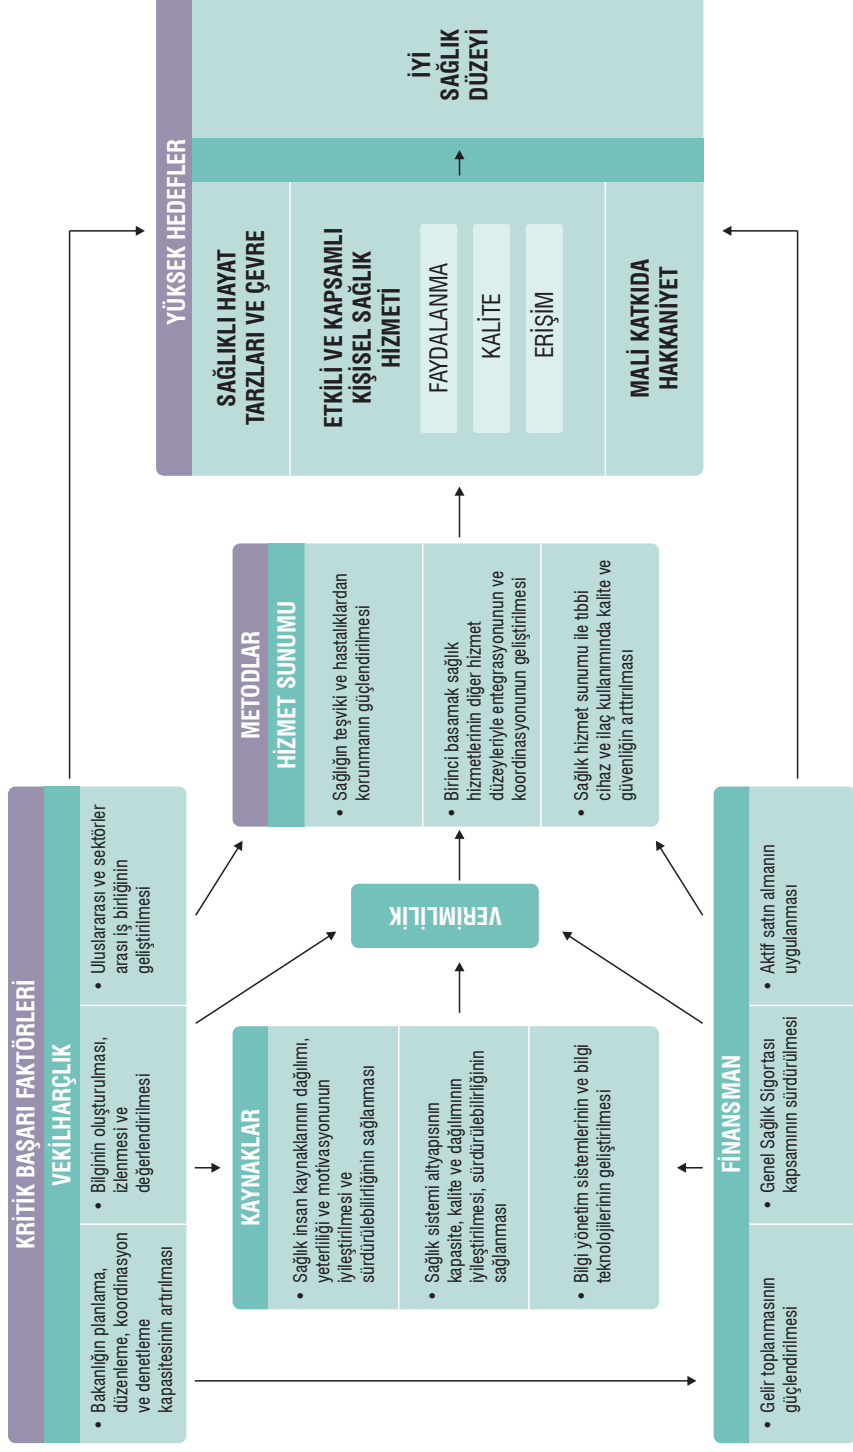 KRİTİK BAŞARI FAKTÖRLERİ
VEKİLHARÇLIK
• Bakanlığın planlama,
düzenleme, koordinasyon
ve denetleme
kapasitesinin artırılması
• Bilginin oluşturulması,
izlenmesi ve
değerlendirilmesi
• Uluslararası ve sektörler
arası iş birliğinin
geliştirilmesi
KAYNAKLAR
• Sağlık insan kaynaklarının dağılımı,
yeterliliği ve motivasyonunun
iyileştirilmesi ve
sürdürülebilirliğinin sağlanması
• Sağlık sistemi altyapısının
kapasite, kalite ve dağılımının
iyileştirilmesi, sürdürülebilirliğinin
sağlanması
• Bilgi yönetim sistemlerinin ve bilgi
teknolojilerinin geliştirilmesi
FİNANSMAN
• Gelir toplanmasının
güçlendirilmesi
• Genel Sağlık Sigortası
kapsamının sürdürülmesi
• Aktif satın almanın
uygulanması
VERİMLİLİK
METODLAR
HİZMET SUNUMU
• Sağlığın teşviki ve hastalıklardan
korunmanın güçlendirilmesi
• Birinci basamak sağlık
hizmetlerinin diğer hizmet
düzeyleriyle entegrasyonunun ve
koordinasyonunun geliştirilmesi
• Sağlık hizmet sunumu ile tıbbi
cihaz ve ilaç kullanımında kalite ve
güvenliğin arttırılması
YÜKSEK HEDEFLER
SAĞLIKLI HAYAT
TARZLARI VE ÇEVRE
ETKİLİ VE KAPSAMLI
KİŞİSEL SAĞLIK
HİZMETİ
FAYDALANMA
KALİTE
ERİŞİM
MALİ KATKIDA
HAKKANİYET
İYİ
SAĞLIK
DÜZEYİ